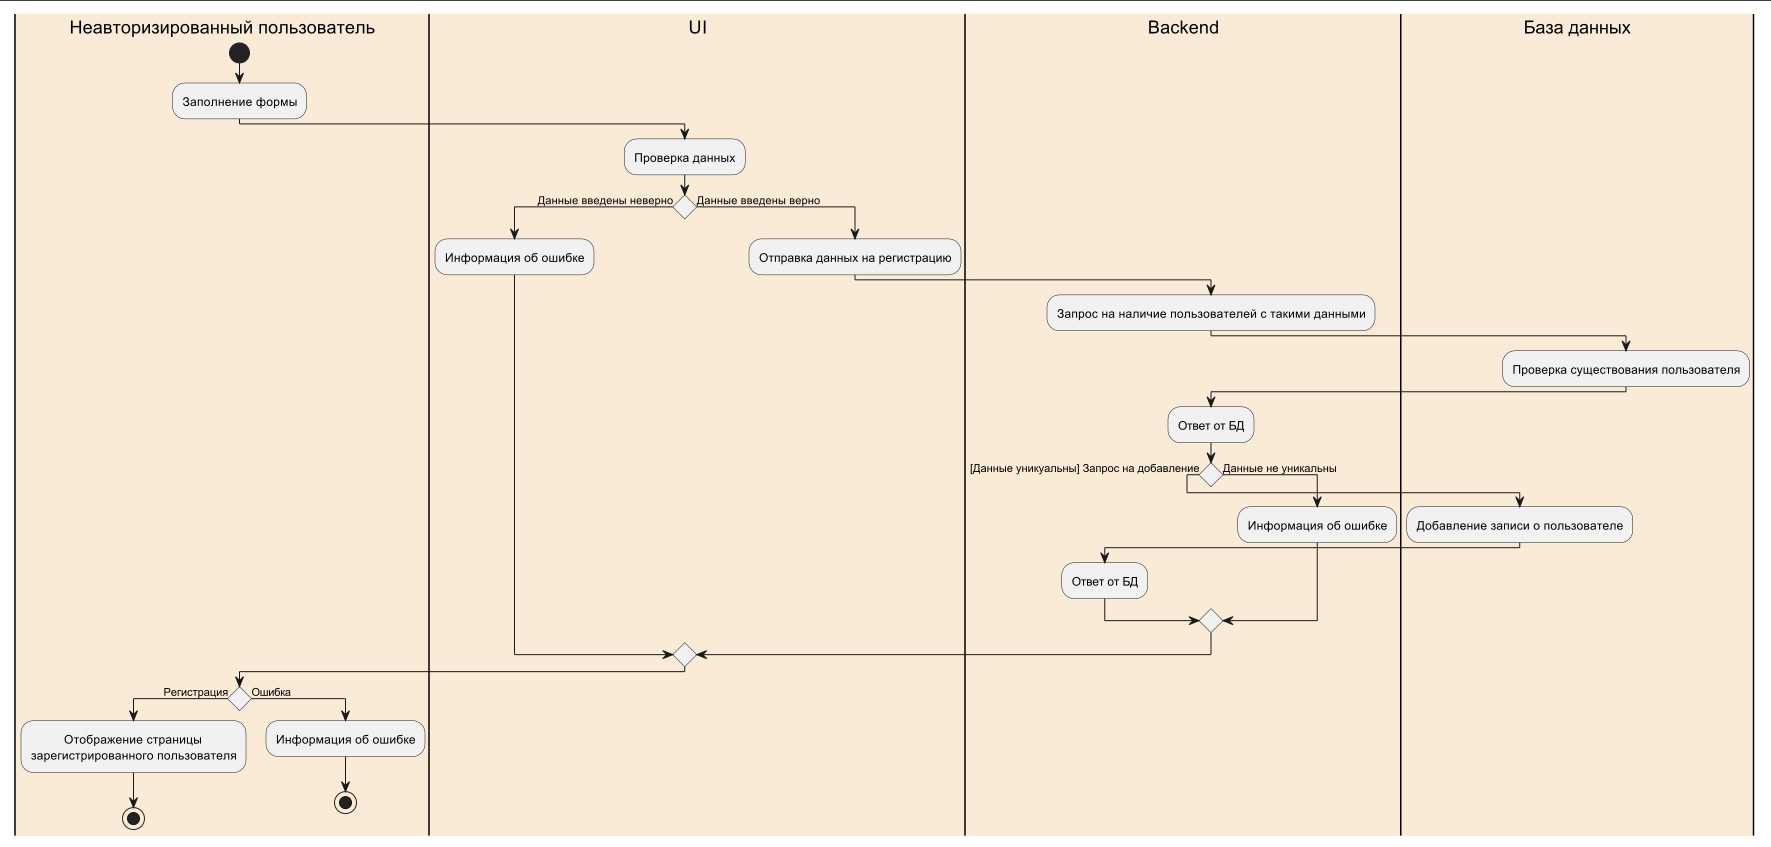 Неавторизированный пользователь
UI
Backend
База данных
Заполнение формы
Проверка данных
Данные введены неверно
Данные введены верно
Информация об ошибке
Отправка данных на регистрацию
Запрос на наличие пользователей с такими данными
Проверка существования пользователя
Ответ от БД
[Данные уникуальны] Запрос на добавление
Данные не уникальны
Информация об ошибке
Добавление записи о пользователе
Ответ от БД
Регистрация
Ошибка
Отображение страницы
зарегистрированного пользователя
Информация об ошибке